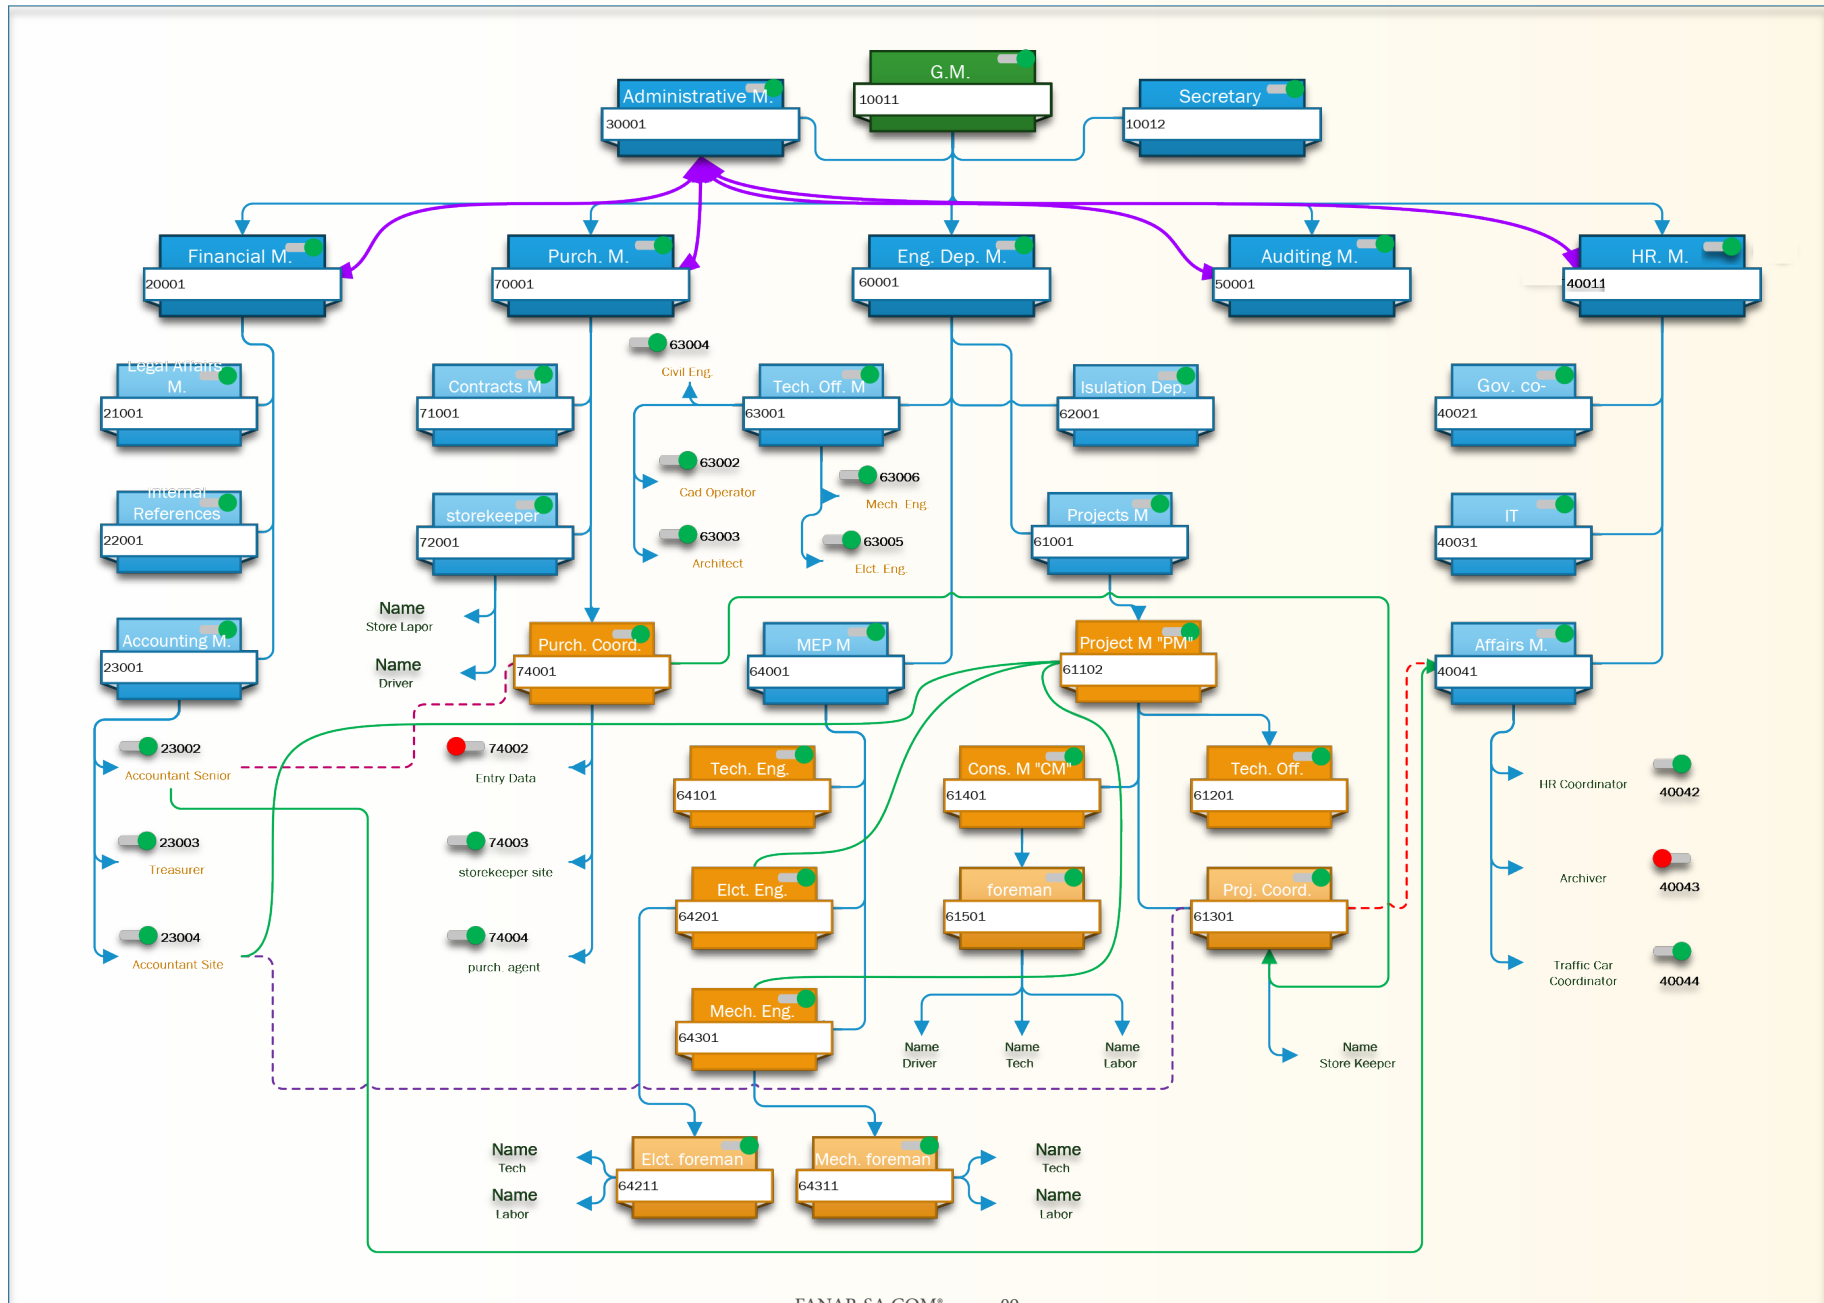 G.M.
10011
Administrative M.
30001
Secretary
10012
Financial M.
20001
Purch. M.
70001
Eng. Dep. M.
60001
Auditing M.
50001
HR. M.
40011
63004
Civil Eng.
Legal Affairs
M.
21001
Contracts M
71001
Tech. Off. M
63001
Isulation Dep.
62001
Gov. co-
40021
63002
Cad Operator
63006
Mech. Eng.
Internal
References
22001
storekeeper
72001
63003
Architect
63005
Elct. Eng.
Projects M
61001
IT
40031
Name
Store Lapor
Name
Driver
Accounting M.
23001
Purch. Coord.
74001
MEP M
64001
Project M "PM"
61102
Affairs M.
40041
23002
Accountant Senior
74002
Entry Data
Tech. Eng.
64101
Cons. M "CM"
61401
Tech. Off.
61201
HR Coordinator
40042
23003
Treasurer
74003
storekeeper site
Elct. Eng.
64201
foreman
61501
Proj. Coord.
61301
Archiver
40043
23004
Accountant Site
74004
purch. agent
Traffic Car
Coordinator
40044
Mech. Eng.
64301
Name
Driver
Name
Tech
Name
Labor
Name
Store Keeper
Name
Tech
Name
Labor
Elct. foreman
64211
Mech. foreman
64311
Name
Tech
Name
Labor